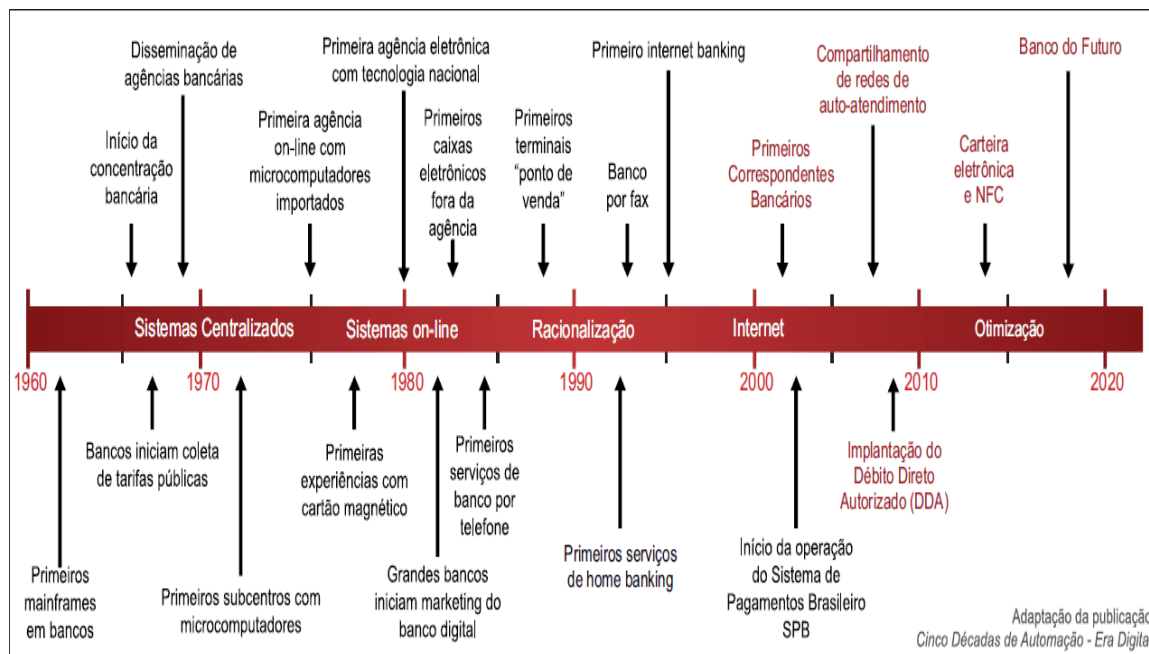 Disseminação de
agências bancárias
Primeira agência eletrônica
com tecnologia nacional
Primeiro internet banking
Compartilhamento
de redes de
auto-atendimento
Banco do Futuro
Início da
concentração
bancária
Primeira agência
on-line com
microcomputadores
importados
Primeiros
caixas
eletrônicos
fora da
agência
Primeiros
terminais
“ponto de
venda”
Banco
por fax
Primeiros
Correspondentes
Bancários
Carteira
eletrônica
e NFC
Sistemas Centralizados
Sistemas on-line
Racionalização
Internet
Otimização
1960
1970
1980
1990
2000
2010
2020
Bancos iniciam coleta
de tarifas públicas
Primeiras
experiências com
cartão magnético
Primeiros
serviços de
banco por
telefone
Implantação do
Débito Direto
Autorizado (DDA)
Primeiros
mainframes
em bancos
Primeiros subcentros com
microcomputadores
Grandes bancos
iniciam marketing do
banco digital
Primeiros serviços
de home banking
Início da operação
do Sistema de
Pagamentos Brasileiro
SPB
Adaptação da publicação
Cinco Décadas de Automação - Era Digital